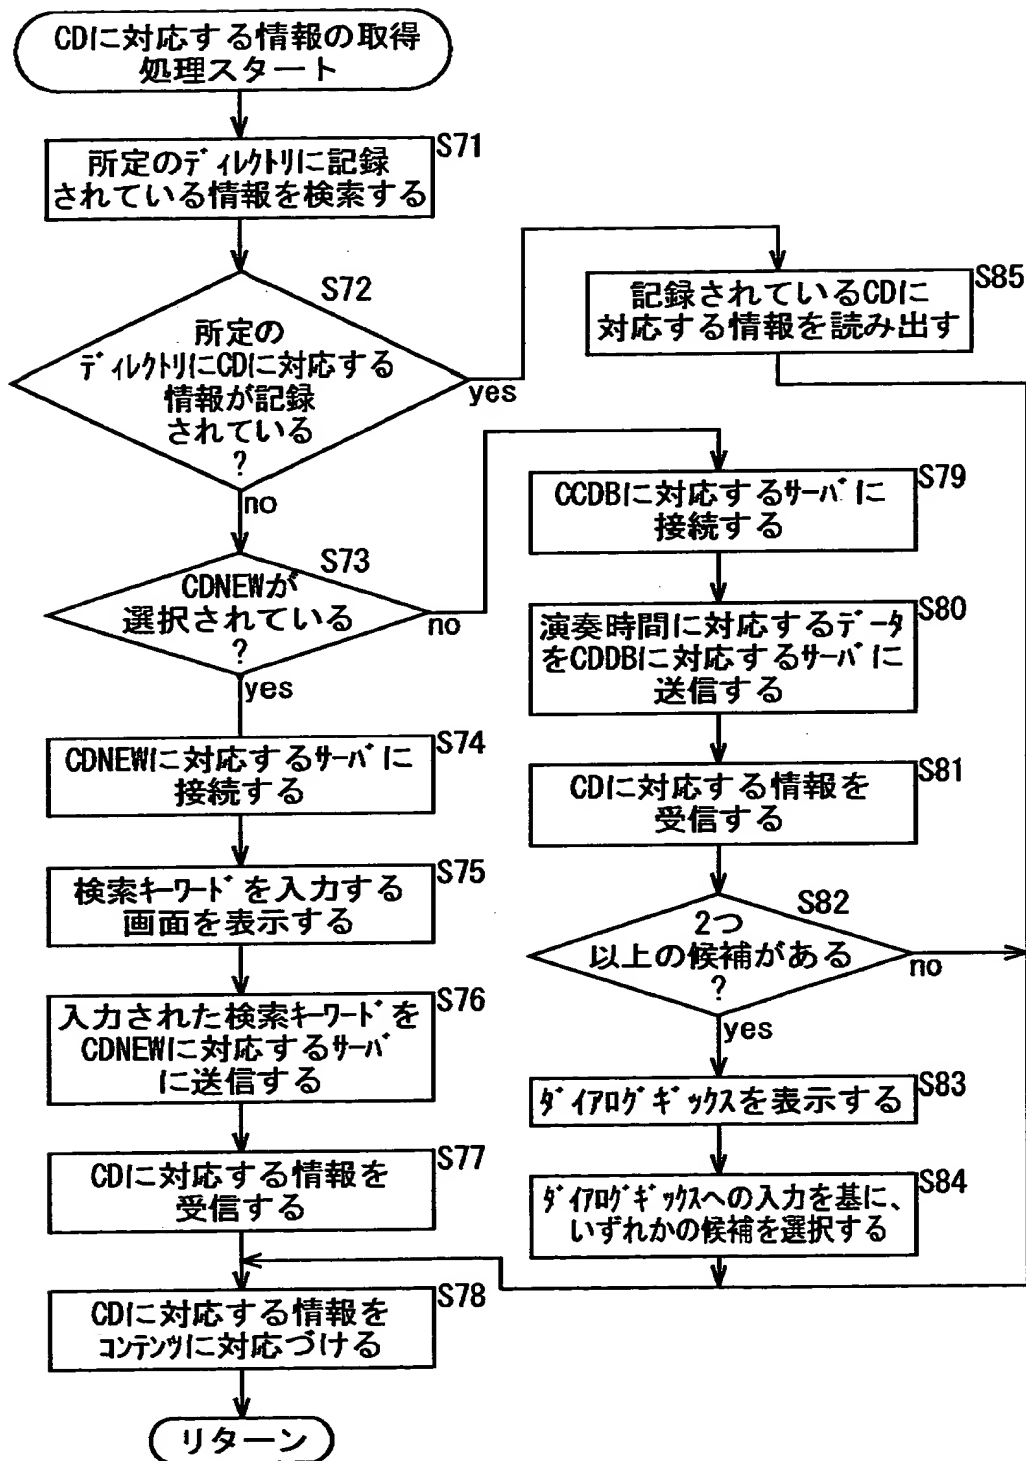 CDに対応する情報の取得
処理スタート
S71
所定のディレクトリに記録
されている情報を検索する
S72
所定の
ディレクトリにCDに対応する
情報が記録
されている
?
yes
no
S85
記録されているCDに
対応する情報を読み出す
S73
CDNEWが
選択されている
?
no
yes
S74
CDNEWに対応するサーバに
接続する
S75
検索キーワードを入力する
画面を表示する
S76
入力された検索キーワードを
CDNEWに対応するサーバ
に送信する
S77
CDに対応する情報を
受信する
S79
CCDBに対応するサーバに
接続する
S80
演奏時間に対応するデータ
をCDDBに対応するサーバに
送信する
S81
CDに対応する情報を
受信する
S82
2つ
以上の候補がある
?
no
yes
S83
ダイアログギックスを表示する
S84
ダイアログギックスへの入力を基に、
いずれかの候補を選択する
S78
CDに対応する情報を
コンテンツに対応づける
リターン